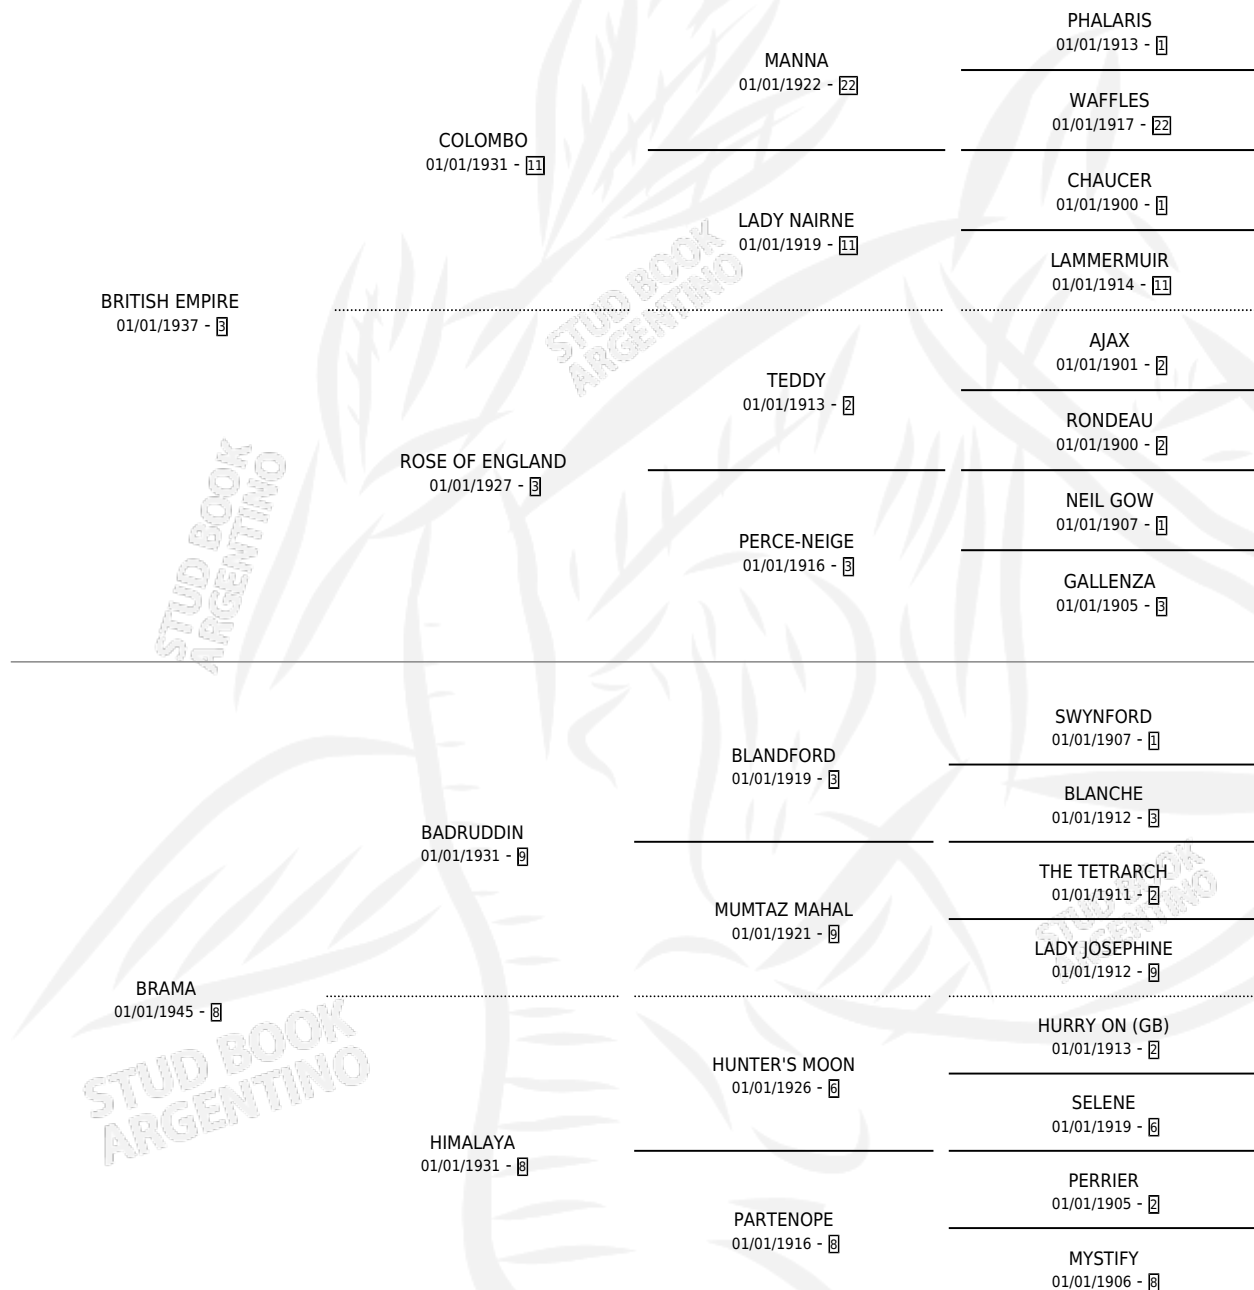 PHALARIS
01/01/1913 - 1
MANNA
01/01/1922 - 22
WAFFLES
01/01/1917 - 22
COLOMBO
01/01/1931 - 11
CHAUCER
01/01/1900 - 1
LADY NAIRNE
01/01/1919 - 11
LAMMERMUIR
01/01/1914 - 11
BRITISH EMPIRE
01/01/1937 - 3
AJAX
01/01/1901 - 2
TEDDY
01/01/1913 - 2
RONDEAU
01/01/1900 - 2
ROSE OF ENGLAND
01/01/1927 - 3
NEIL GOW
01/01/1907 - 1
PERCE-NEIGE
01/01/1916 - 3
GALLENZA
01/01/1905 - 3
STUD BOOK
ARGENTINO
STUD BOOK
ARGENTINO
SWYNFORD
01/01/1907 - 1
BLANDFORD
01/01/1919 - 3
BLANCHE
01/01/1912 - 3
BADRUDDIN
01/01/1931 - 9
THE TETRARCH
01/01/1911 - 2
MUMTAZ MAHAL
01/01/1921 - 9
LADY JOSEPHINE
01/01/1912 - 9
STUD BOOK
ARGENTINO
BRAMA
01/01/1945 - 8
HURRY ON (GB)
01/01/1913 - 2
HUNTER'S MOON
01/01/1926 - 6
SELENE
01/01/1919 - 6
STUD BOOK
ARGENTINO
HIMALAYA
01/01/1931 - 8
PERRIER
01/01/1905 - 2
PARTENOPE
01/01/1916 - 8
MYSTIFY
01/01/1906 - 8